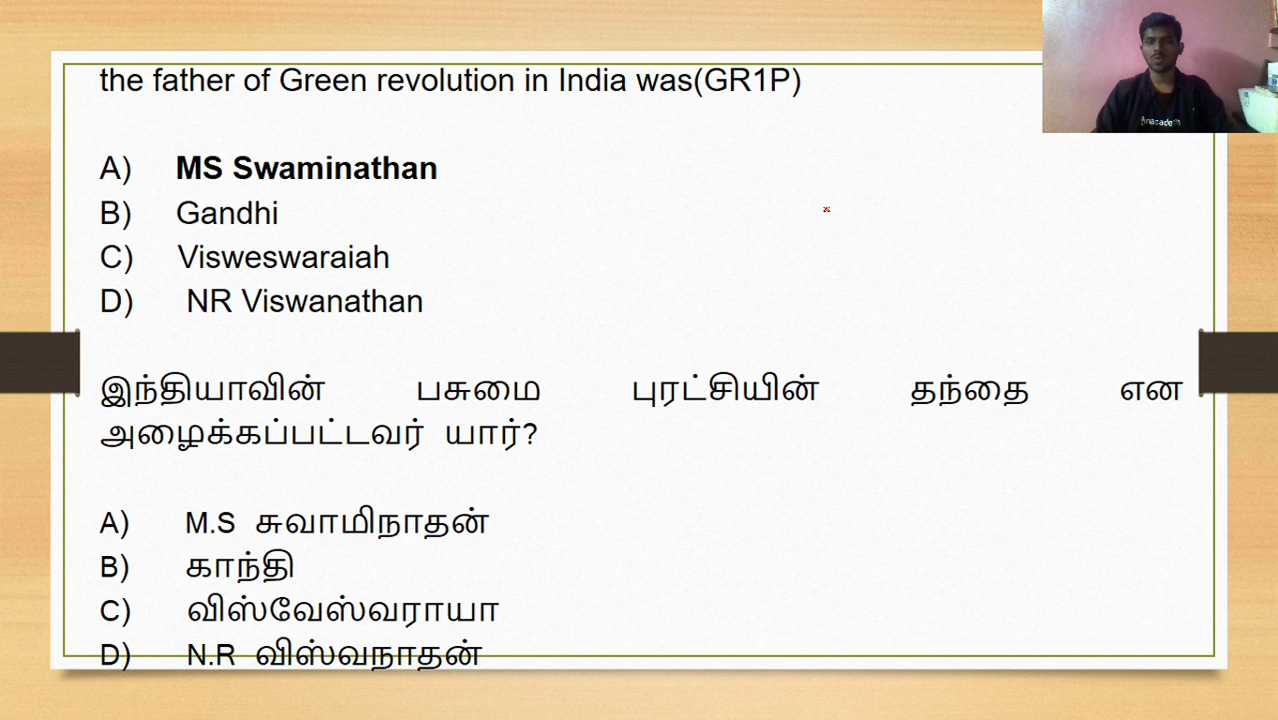 the father of Green revolution in India was(GR1P)
A) MS Swaminathan
B) Gandhi
C) Visweswaraiah
D) NR Viswanathan
இந்தியாவின் பசுமை புரட்சியின் தந்தை என
அழைக்கப்பட்டவர் யார்?
A) M.S சுவாமிநாதன்
B) காந்தி
C) விஸ்வேஸ்வராயா
D) N.R விஸ்வநாதன்